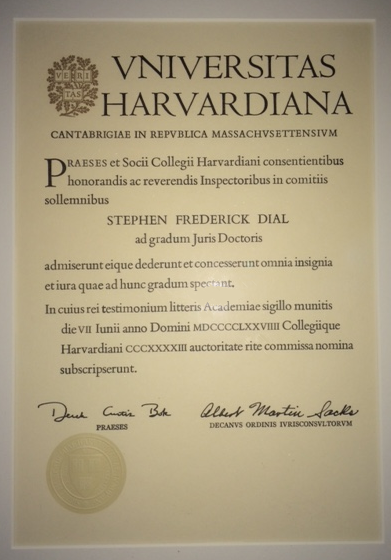 VE RI
TAS
VNIVERSITAS
HARVARDIANA
CANTABRIGIAE IN REPVBLICA MASSACHVSETTENSIVM
PRAESES et Socii Collegii Harvardiani consentientibus
honorandis ac reverendis Inspectoribus in comitiis
sollemnibus
STEPHEN FREDERICK DIAL
ad gradum Juris Doctoris
admiserunt eique dederunt et concesserunt omnia insignia
et iura quae ad hunc gradum spectant.
In cuius rei testimonium litteris Academiae sigillo munitis
die VII Iunii anno Domini MDCCCCLXXVIIII Collegiique
Harvardiani CCCXXXXIII auctoritate rite commissa nomina
subscripserunt.
Derek Curtis Bok
Albert Martin Sacks
PRAESES
DECANVS ORDINIS IVRISCONSVLTORVM